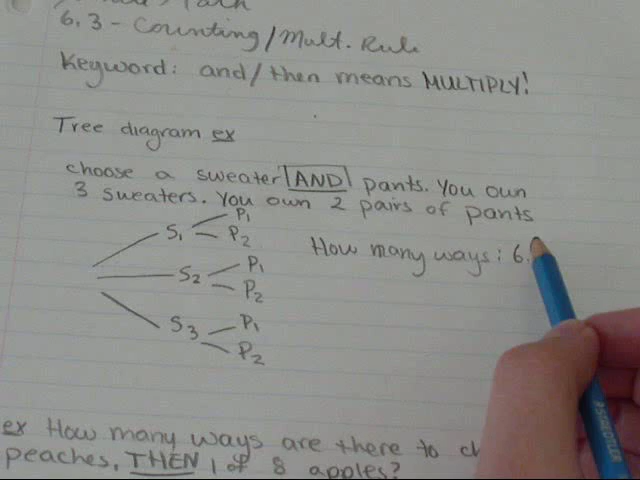 6.3 - Counting/Mult. Rule
Keyword: and/then means MULTIPLY!
Tree diagram ex
choose a sweater AND pants. You own
3 sweaters. You own 2 pairs of pants
S1 P1
P2
How many ways: 6.
S2 P1
P2
S3 P1
P2
ex How many ways are there to
peaches, THEN 1 of 8 apples?